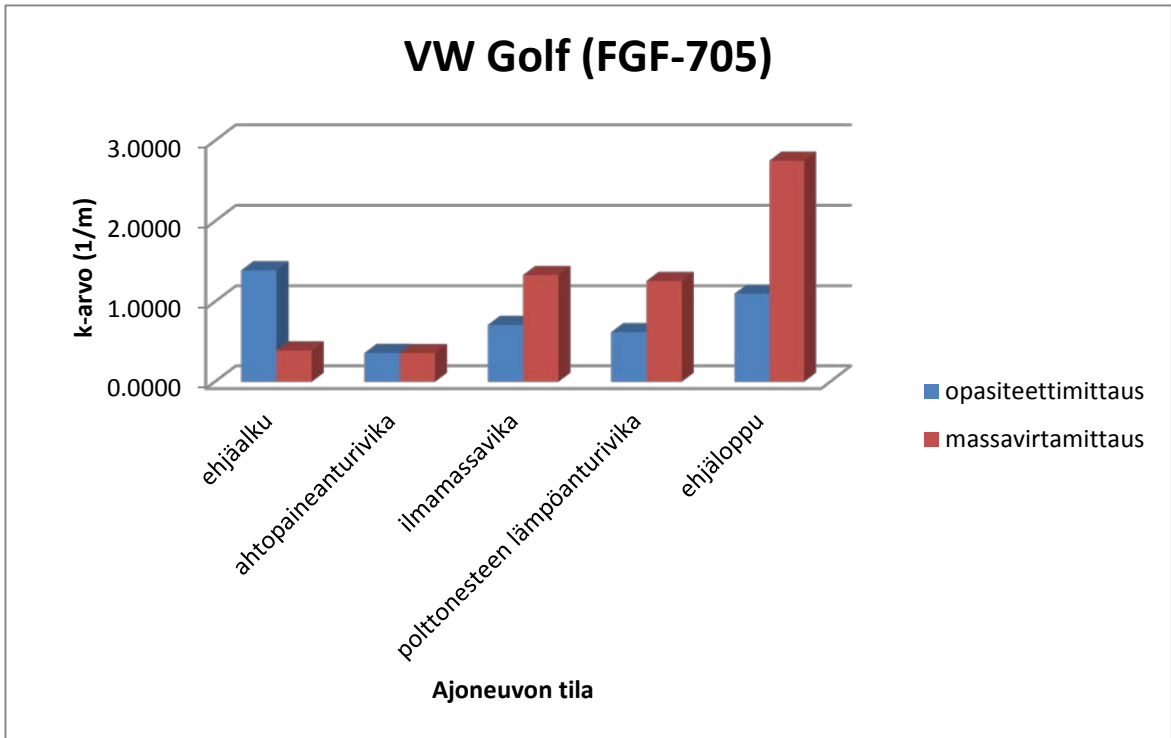 VW Golf (FGF-705)
k-arvo (1/m)
3.0000
2.0000
1.0000
0.0000
ehjäalku
ahtopaineanturivika
ilmamassavika
polttonesteen lämpöanturivika
ehjäloppu
Ajoneuvon tila
opasiteettimittaus
massavirtamittaus